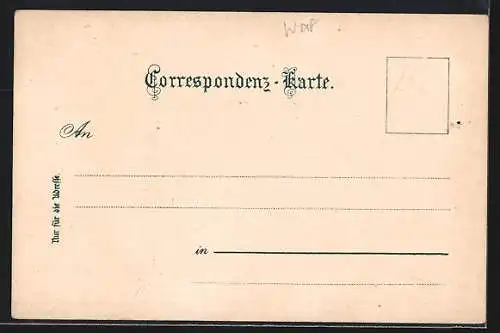 Correspondenz-Karte.
An
Nur für die Adresse.
in